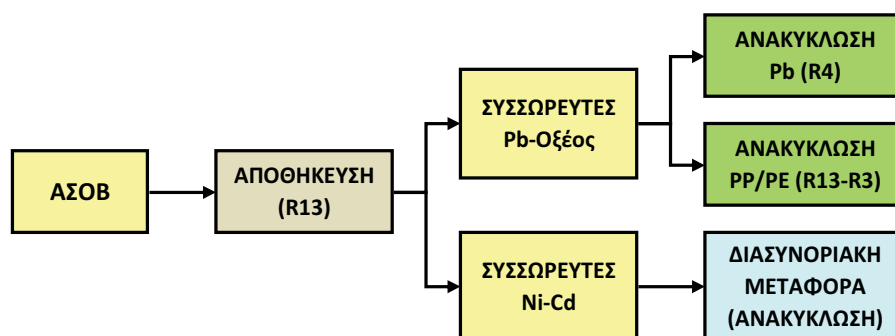 ΑΣΟΒ
ΑΠΟΘΗΚΕΥΣΗ
(R13)
ΣΥΣΣΩΡΕΥΤΕΣ
Pb-Οξέος
ΑΝΑΚΥΚΛΩΣΗ
Pb (R4)
ΑΝΑΚΥΚΛΩΣΗ
PP/PE (R13-R3)
ΣΥΣΣΩΡΕΥΤΕΣ
Ni-Cd
ΔΙΑΣΥΝΟΡΙΑΚΗ
ΜΕΤΑΦΟΡΑ
(ΑΝΑΚΥΚΛΩΣΗ)